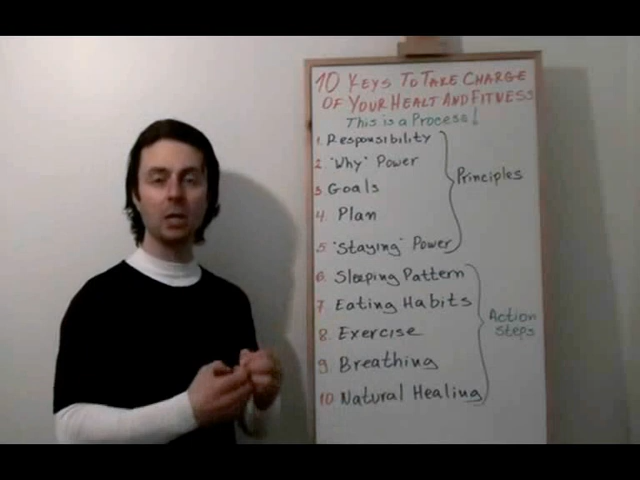 10 KEYS TO TAKE CHARGE
OF YOUR HEALT AND FITNESS
This is a Process!
1. Responsibility
2. "Why" Power
3 Goals
4 Plan
5 "Staying" Power
Principles
6. Sleeping Pattern
7 Eating Habits
8. Exercise
9. Breathing
10 Natural Healing
Action
Steps